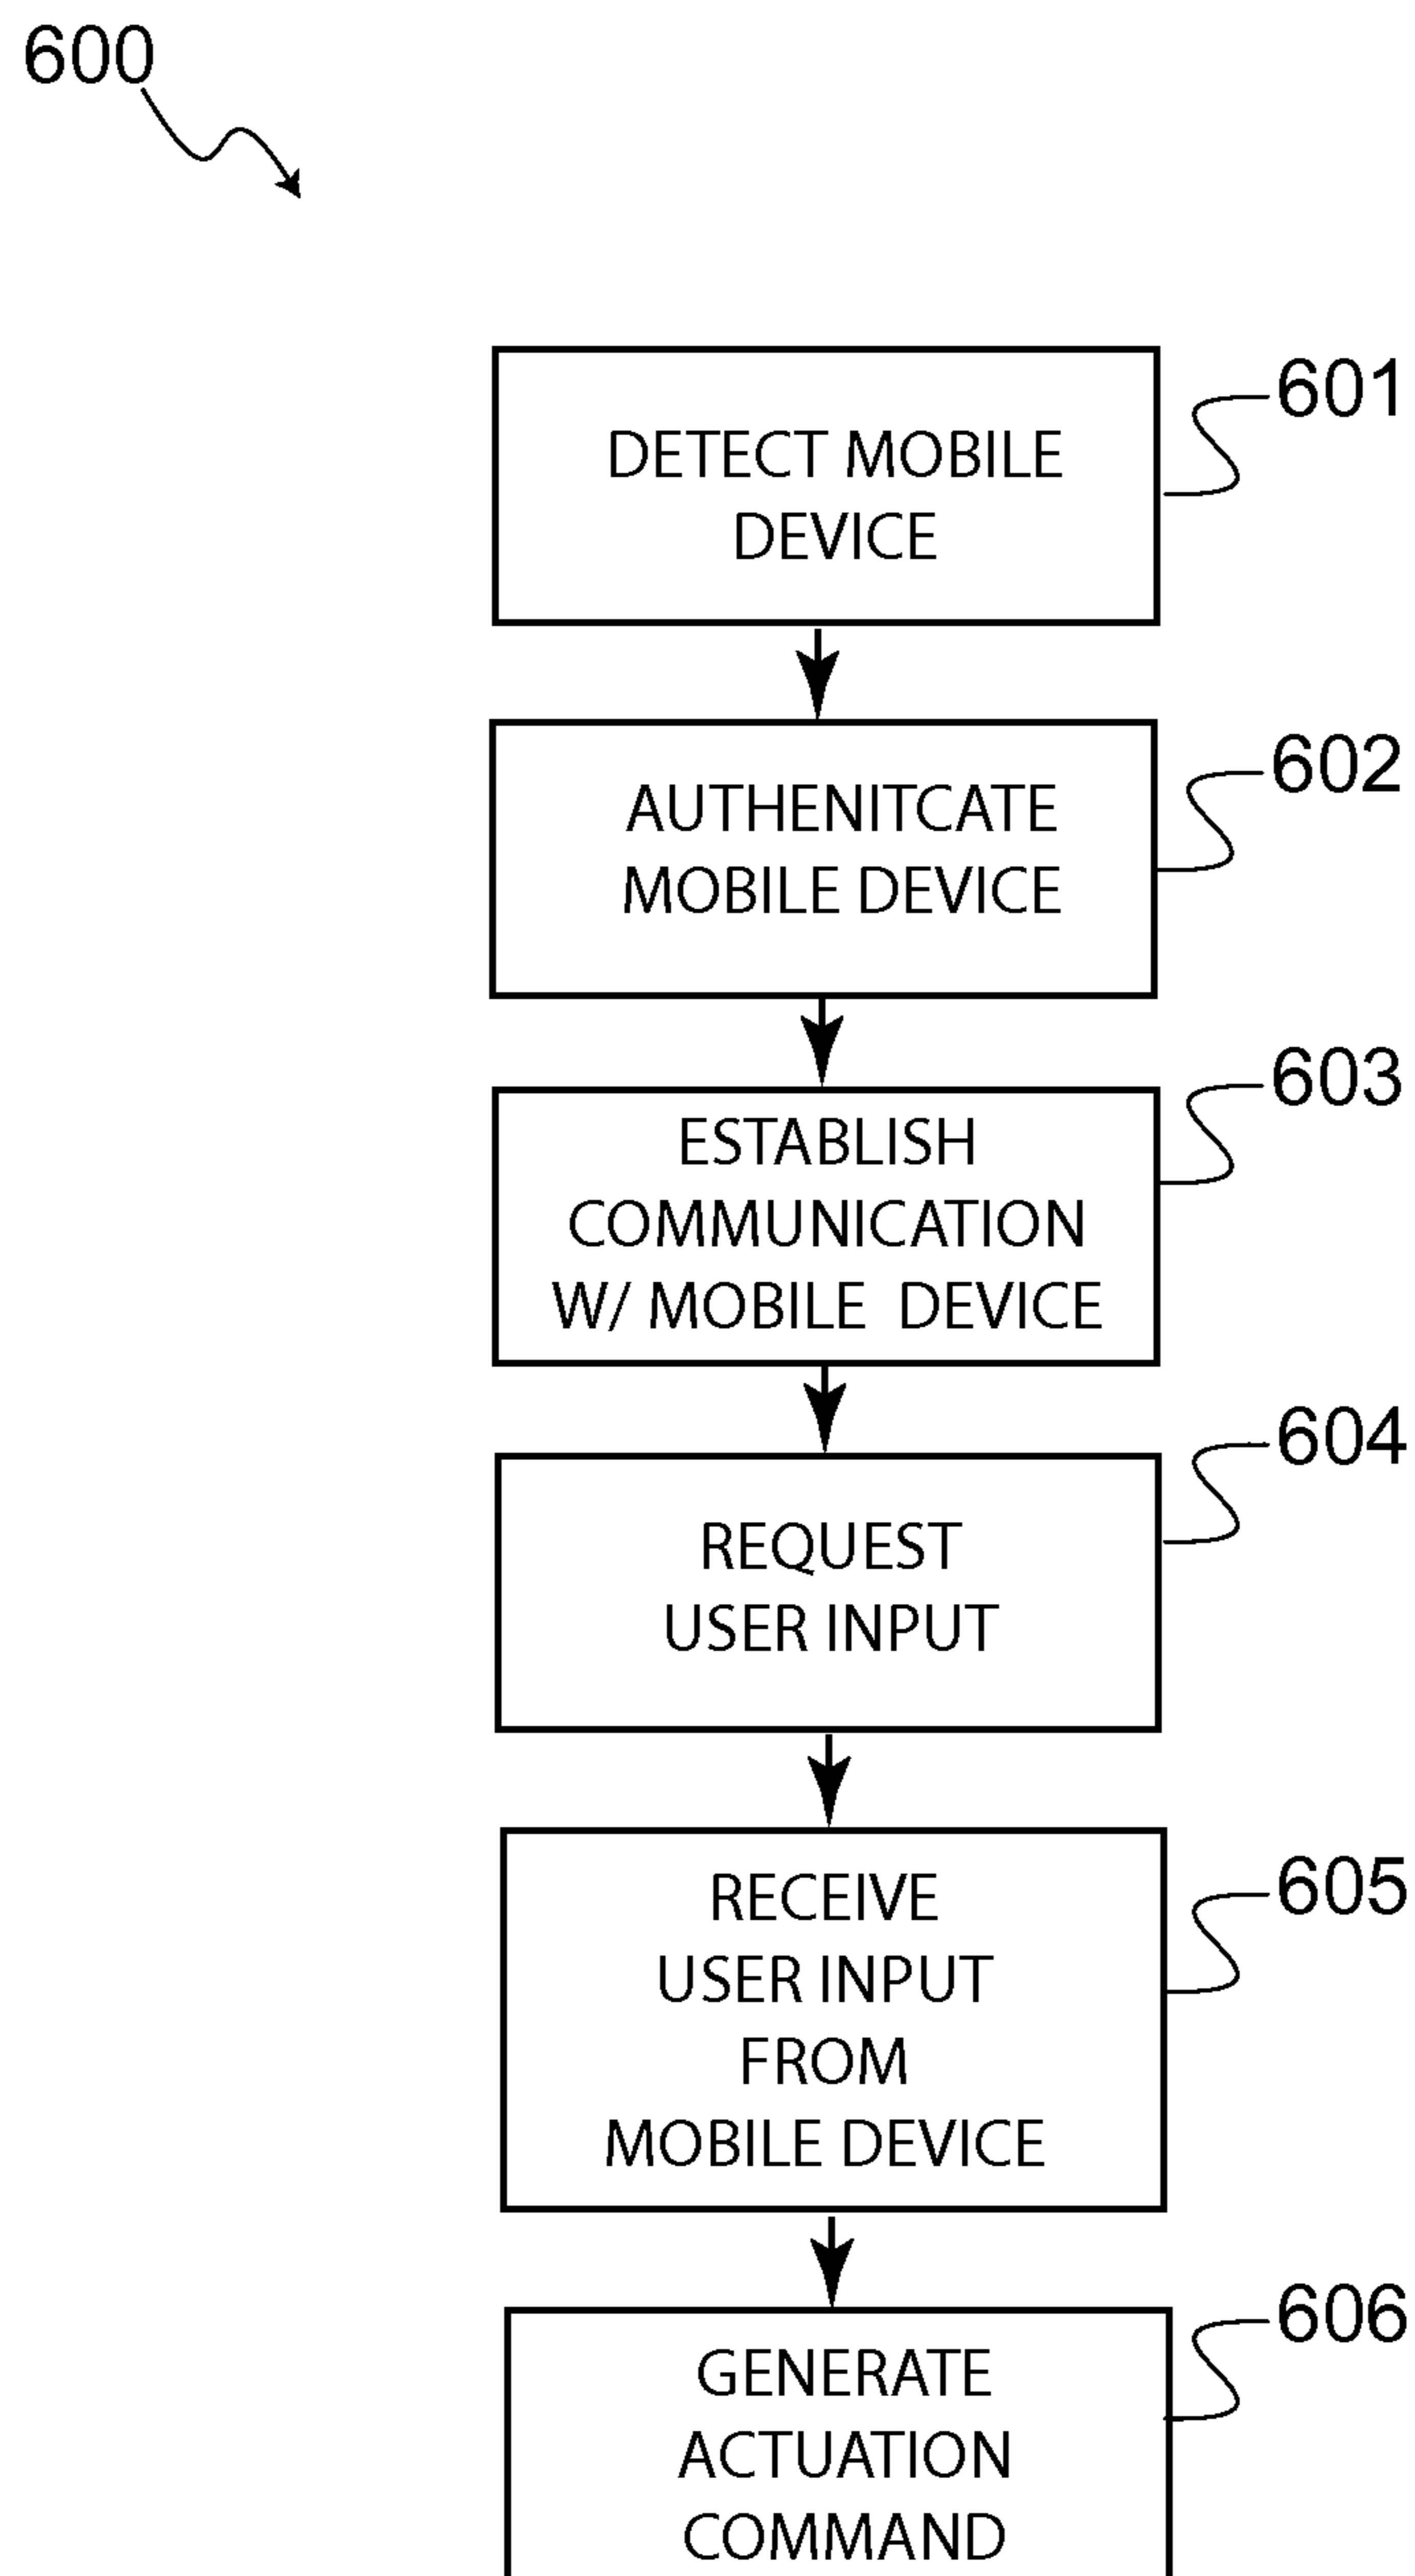 600
DETECT MOBILE
DEVICE
601
AUTHENITCATE
MOBILE DEVICE
602
ESTABLISH
COMMUNICATION
W/ MOBILE DEVICE
603
REQUEST
USER INPUT
604
RECEIVE
USER INPUT
FROM
MOBILE DEVICE
605
GENERATE
ACTUATION
COMMAND
606